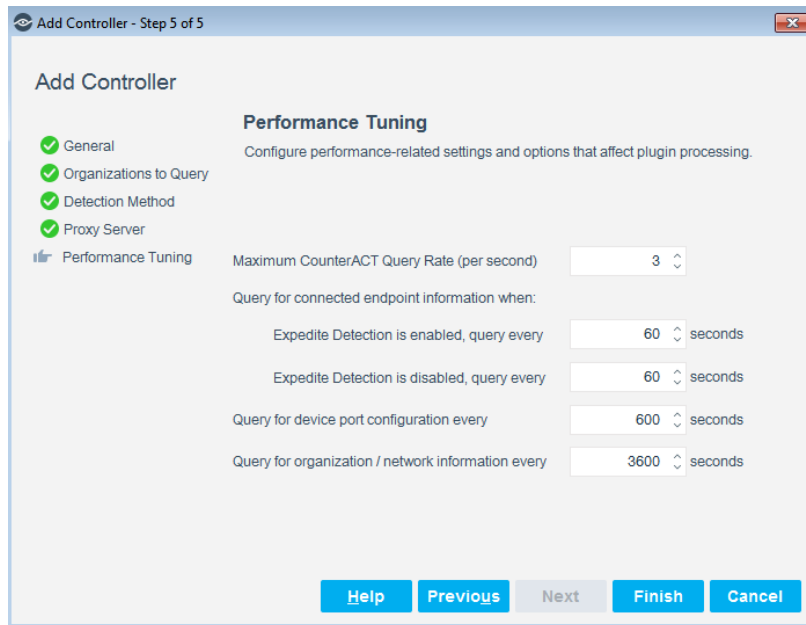 Add Controller - Step 5 of 5
Add Controller
General
Organizations to Query
Detection Method
Proxy Server
Performance Tuning
Performance Tuning
Configure performance-related settings and options that affect plugin processing.
Maximum CounterACT Query Rate (per second) 3
Query for connected endpoint information when:
Expedite Detection is enabled, query every 60 seconds
Expedite Detection is disabled, query every 60 seconds
Query for device port configuration every 600 seconds
Query for organization / network information every 3600 seconds
Help Previous Next Finish Cancel